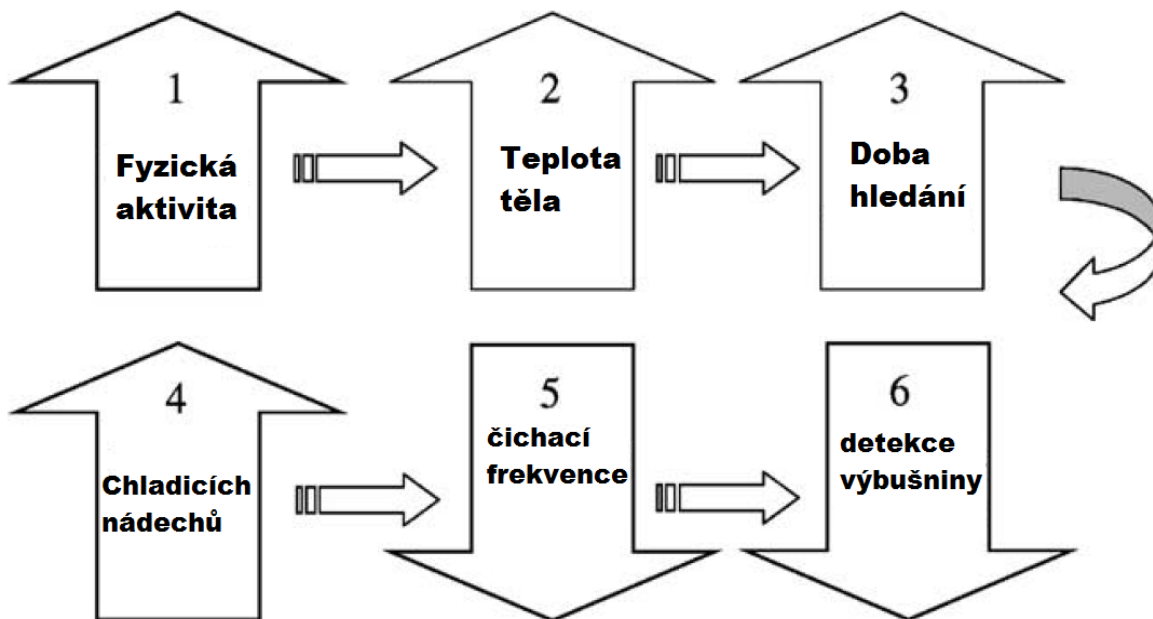 1
Fyzická
aktivita
2
Teplota
těla
3
Doba
hledání
4
Chladicích
nádechů
5
čichací
frekvence
6
detekce
výbušniny